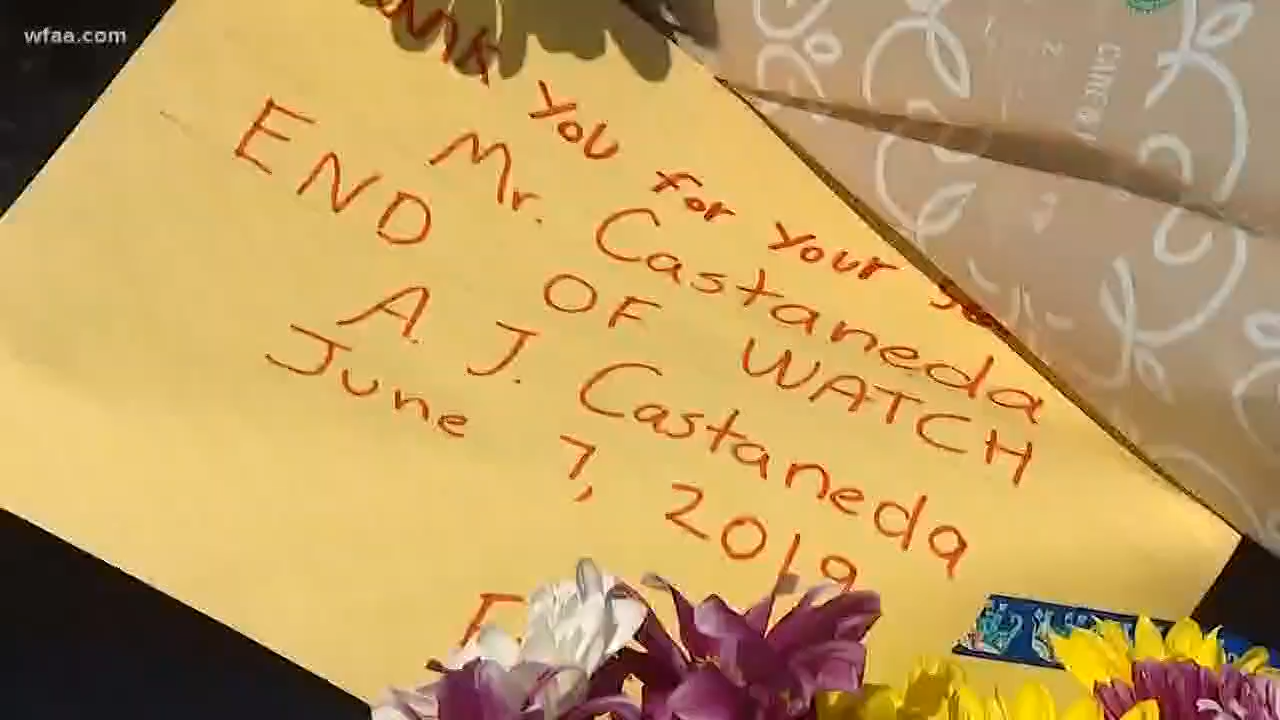 wfaa.com
You for your
Mr. Castaneda
END OF WATCH
A. J. Castaneda
June 7, 2019